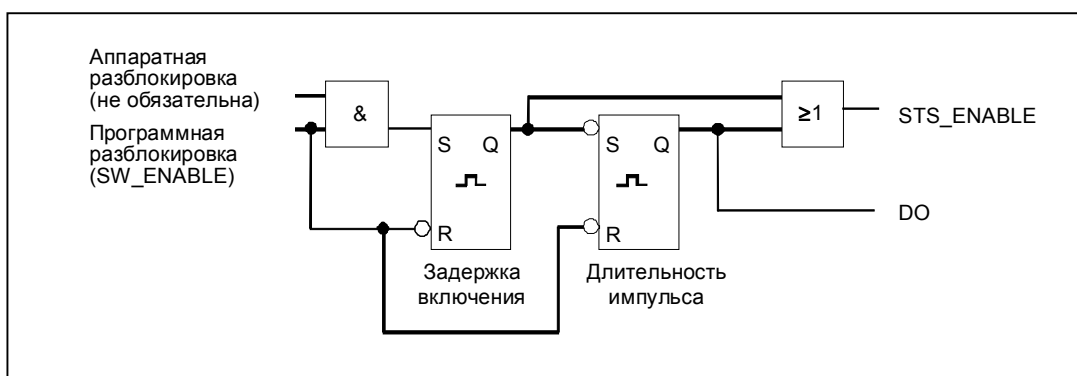 Аппаратная
разблокировка
(не обязательна)
Программная
разблокировка
(SW_ENABLE)
&
S Q
R
Задержка
включения
S Q
R
Длительность
импульса
≥1
STS_ENABLE
DO